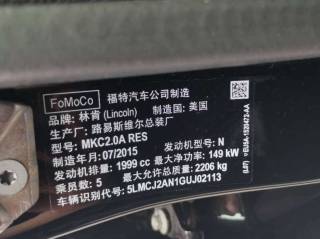 FoMoCo 福特汽车公司制造
品牌: 林肯 (Lincoln) 制造国: 美国
生产厂: 路易斯维尔总装厂
型号: MKC2.0A RES
制造年月: 07/2015 发动机型号: N
发动机排量: 1999 cc 最大净功率: 149 kW
乘员数: 5 最大允许总质量: 2206 kg
车辆识别代号: 5LMCJ2AN1GUJ02113